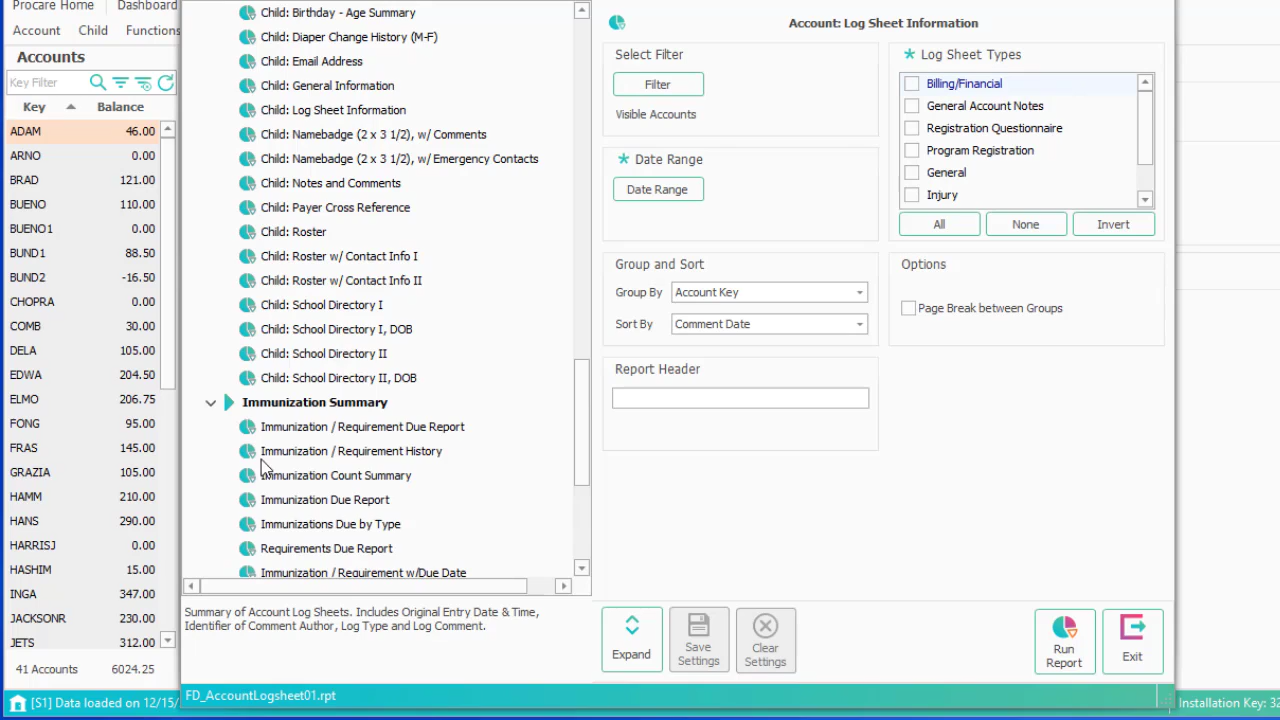 Procare Home
Dashboard
Account
Child
Functions
Accounts
Key Filter
Key
Balance
ADAM 46.00
ARNO 0.00
BRAD 121.00
BUENO 110.00
BUENO1 0.00
BUND1 88.50
BUND2 -16.50
CHOPRA 0.00
COMB 30.00
DELA 105.00
EDWA 204.50
ELMO 206.75
FONG 95.00
FRAS 145.00
GRAZIA 105.00
HAMM 210.00
HANS 290.00
HARRISJ 0.00
HASHIM 15.00
INGA 347.00
JACKSONR 230.00
JETS 312.00
41 Accounts 6024.25
[S1] Data loaded on 12/15/
Child: Birthday - Age Summary
Child: Diaper Change History (M-F)
Child: Email Address
Child: General Information
Child: Log Sheet Information
Child: Namebadge (2 x 3 1/2), w/ Comments
Child: Namebadge (2 x 3 1/2), w/ Emergency Contacts
Child: Notes and Comments
Child: Payer Cross Reference
Child: Roster
Child: Roster w/ Contact Info I
Child: Roster w/ Contact Info II
Child: School Directory I
Child: School Directory I, DOB
Child: School Directory II
Child: School Directory II, DOB
Immunization Summary
Immunization / Requirement Due Report
Immunization / Requirement History
Immunization Count Summary
Immunization Due Report
Immunizations Due by Type
Requirements Due Report
Immunization / Requirement w/Due Date
Summary of Account Log Sheets. Includes Original Entry Date & Time,
Identifier of Comment Author, Log Type and Log Comment.
FD_AccountLogsheet01.rpt
Account: Log Sheet Information
Select Filter
Filter
Visible Accounts
* Date Range
Date Range
Group and Sort
Group By Account Key
Sort By Comment Date
Report Header
* Log Sheet Types
Billing/Financial
General Account Notes
Registration Questionnaire
Program Registration
General
Injury
All
None
Invert
Options
Page Break between Groups
Expand
Save
Settings
Clear
Settings
Run
Report
Exit
Installation Key: 32